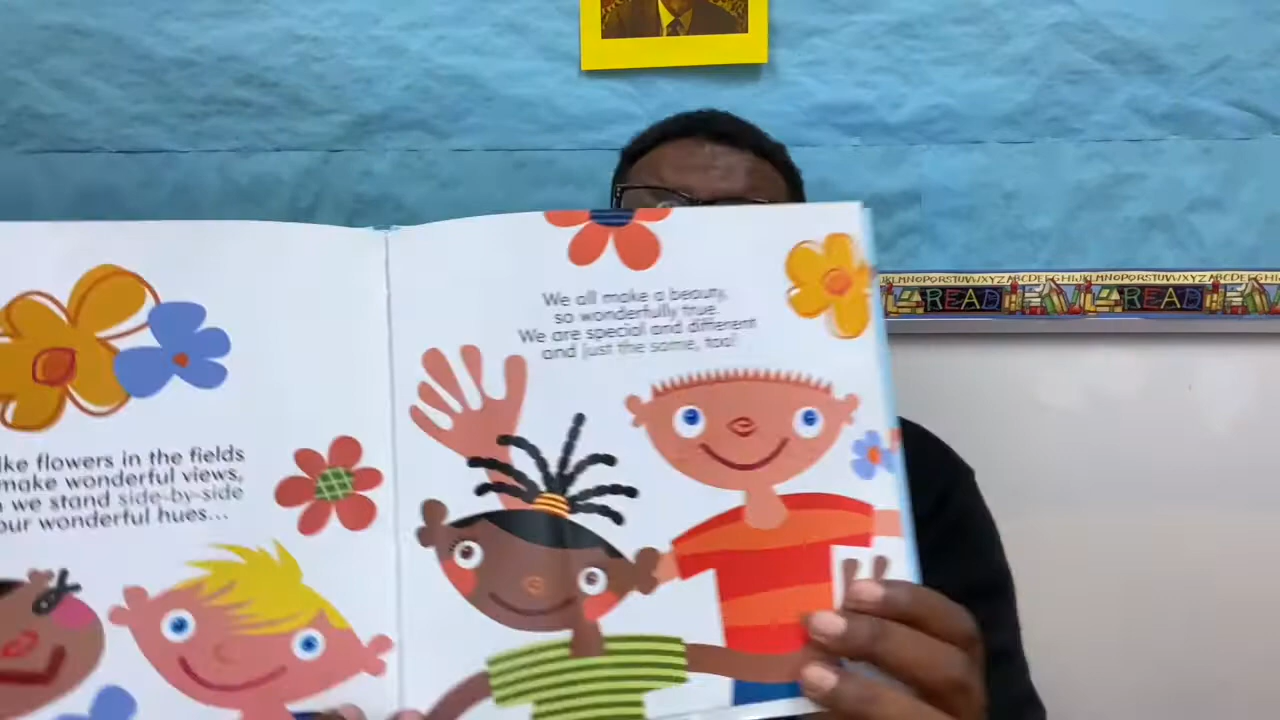 ike flowers in the fields
make wonderful views,
we stand side-by-side
our wonderful hues...
We all make a beauty,
so wonderfully true.
We are special and different
and just the same, too!
JKLMNOPQRSTUVWXYZABCDEFGHIJKLMNOPQRSTUVWXYZABCDEFGHI
READ READ